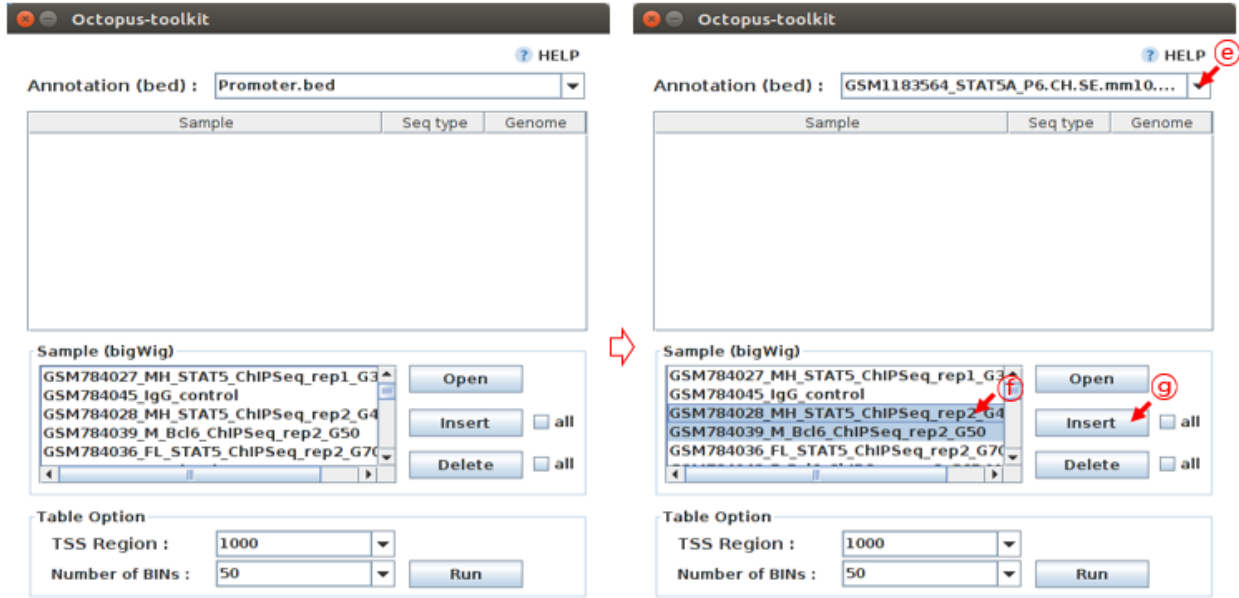 Octopus-toolkit
HELP
Annotation (bed) : Promoter.bed
Sample Seq type Genome
Sample (bigWig)
GSM784027_MH_STAT5_ChIPSeq_rep1_G3
GSM784045_IgG_control
GSM784028_MH_STAT5_ChIPSeq_rep2_G4
GSM784039_M_Bcl6_ChIPSeq_rep2_G50
GSM784036_FL_STAT5_ChIPSeq_rep2_G70
Open
Insert all
Delete all
Table Option
TSS Region : 1000
Number of BINs : 50
Run
Octopus-toolkit
HELP
e
Annotation (bed) : GSM1183564_STAT5A_P6.CH.SE.mm10....
Sample Seq type Genome
Sample (bigWig)
GSM784027_MH_STAT5_ChIPSeq_rep1_G3
GSM784045_IgG_control
GSM784028_MH_STAT5_ChIPSeq_rep2_G4
GSM784039_M_Bcl6_ChIPSeq_rep2_G50
GSM784036_FL_STAT5_ChIPSeq_rep2_G70
f
g
Open
Insert all
Delete all
Table Option
TSS Region : 1000
Number of BINs : 50
Run